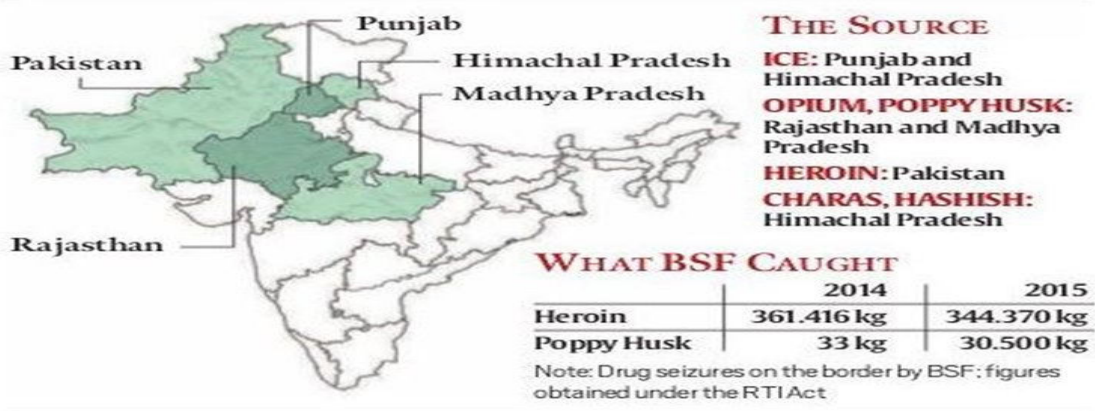 Punjab
Pakistan
Himachal Pradesh
Madhya Pradesh
Rajasthan
THE SOURCE
ICE: Punjab and
Himachal Pradesh
OPIUM, POPPY HUSK:
Rajasthan and Madhya
Pradesh
HEROIN: Pakistan
CHARAS, HASHISH:
Himachal Pradesh
WHAT BSF CAUGHT
2014 2015
Heroin 361.416 kg 344.370 kg
Poppy Husk 33 kg 30.500 kg
Note: Drug seizures on the border by BSF; figures
obtained under the RTI Act